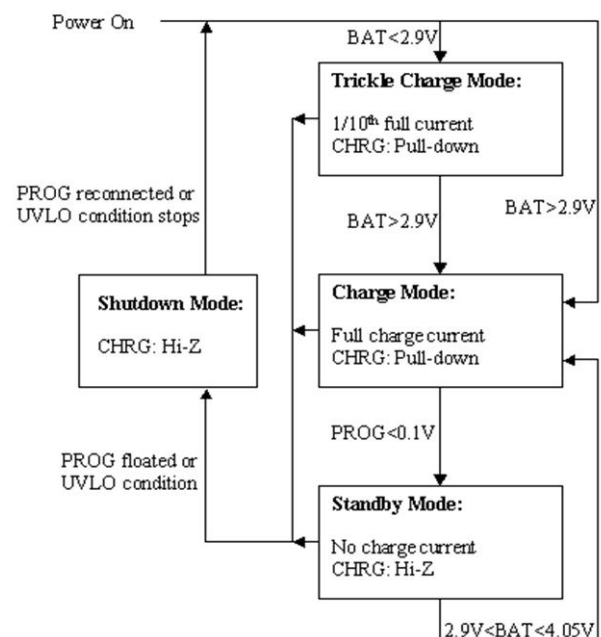 Power On
BAT<2.9V
Trickle Charge Mode:
1/10th full current
CHRG: Pull-down
PROG reconnected or
UVLO condition stops
BAT>2.9V
BAT>2.9V
Shutdown Mode:
CHRG: Hi-Z
Charge Mode:
Full charge current
CHRG: Pull-down
PROG<0.1V
PROG floated or
UVLO condition
Standby Mode:
No charge current
CHRG: Hi-Z
2.9V<BAT<4.05V